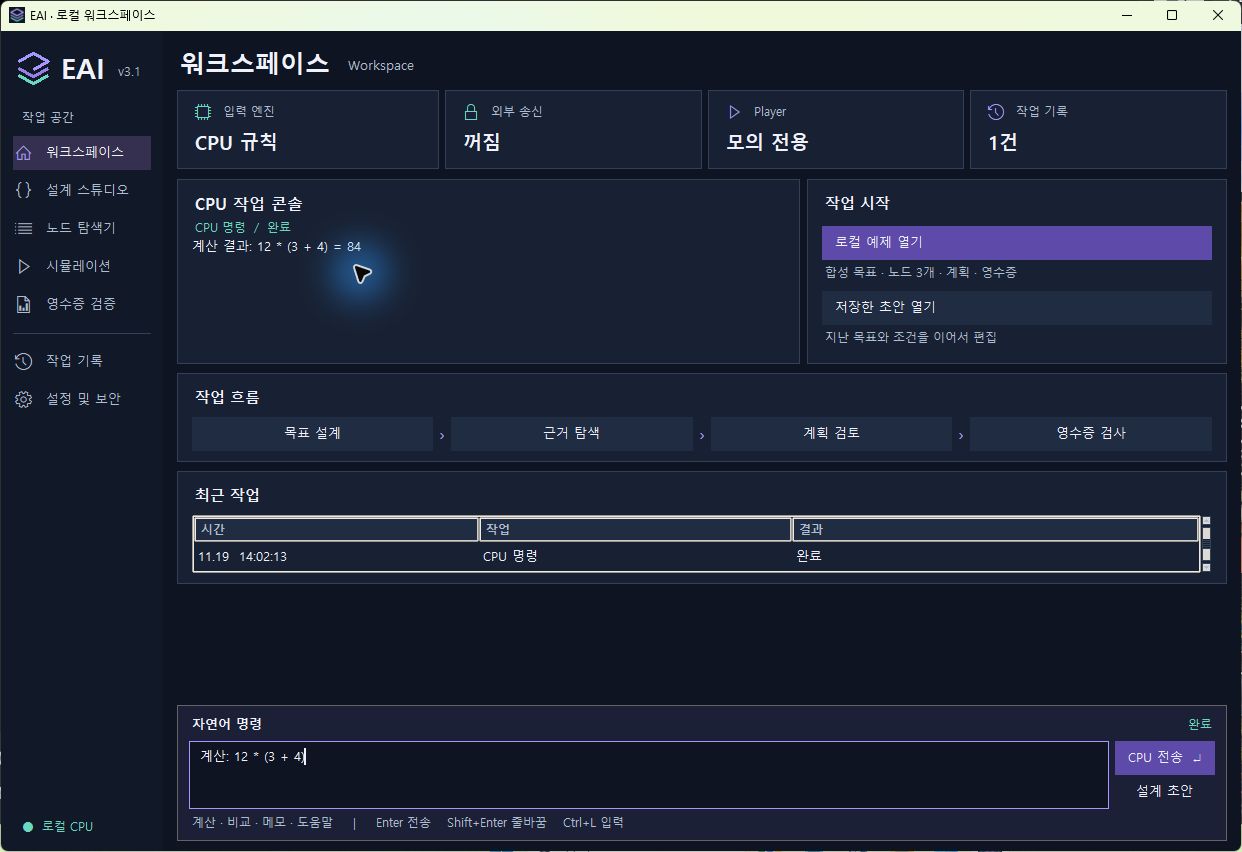 EAI · 로컬 워크스페이스
EAI v3.1
작업 공간
워크스페이스
설계 스튜디오
노드 탐색기
시뮬레이션
영수증 검증
작업 기록
설정 및 보안
로컬 CPU
워크스페이스 Workspace
입력 엔진
CPU 규칙
외부 송신
꺼짐
Player
모의 전용
작업 기록
1건
CPU 작업 콘솔
CPU 명령 / 완료
계산 결과: 12 * (3 + 4) = 84
작업 시작
로컬 예제 열기
합성 목표 · 노드 3개 · 계획 · 영수증
저장한 초안 열기
지난 목표와 조건을 이어서 편집
작업 흐름
목표 설계 › 근거 탐색 › 계획 검토 › 영수증 검사
최근 작업
시간 작업 결과
11.19 14:02:13 CPU 명령 완료
자연어 명령 완료
계산: 12 * (3 + 4)
CPU 전송 ↵
설계 초안
계산 · 비교 · 메모 · 도움말 | Enter 전송 Shift+Enter 줄바꿈 Ctrl+L 입력